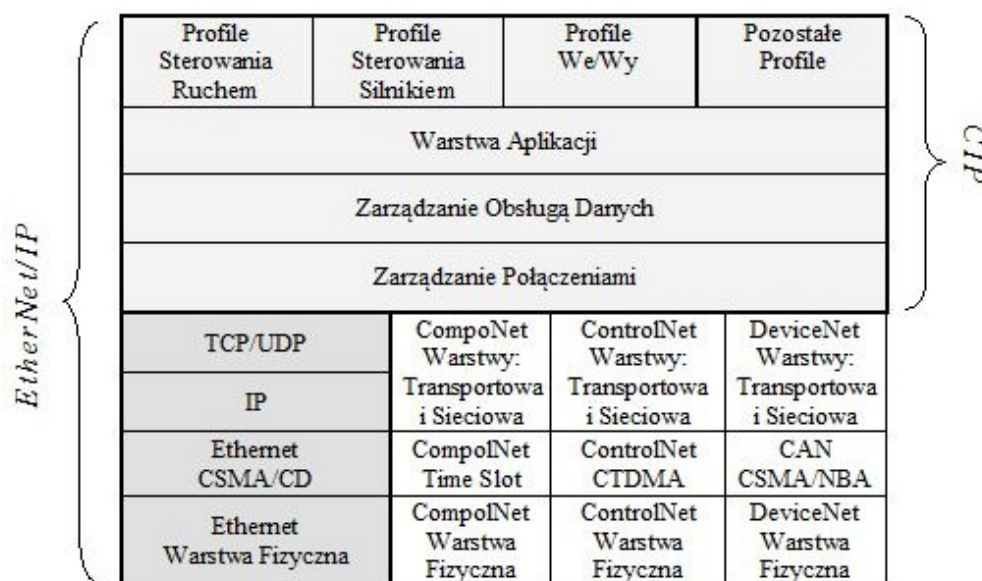 Profile
Sterowania
Ruchem
Profile
Sterowania
Silnikiem
Profile
We/Wy
Pozostałe
Profile
Warstwa Aplikacji
Zarządzanie Obsługą Danych
Zarządzanie Połączeniami
CIP
EtherNet/IP
TCP/UDP
IP
CompoNet
Warstwy:
Transportowa
i Sieciowa
ControlNet
Warstwy:
Transportowa
i Sieciowa
DeviceNet
Warstwy:
Transportowa
i Sieciowa
Ethernet
CSMA/CD
CompolNet
Time Slot
ControlNet
CTDMA
CAN
CSMA/NBA
Ethernet
Warstwa Fizyczna
CompolNet
Warstwa
Fizyczna
ControlNet
Warstwa
Fizyczna
DeviceNet
Warstwa
Fizyczna